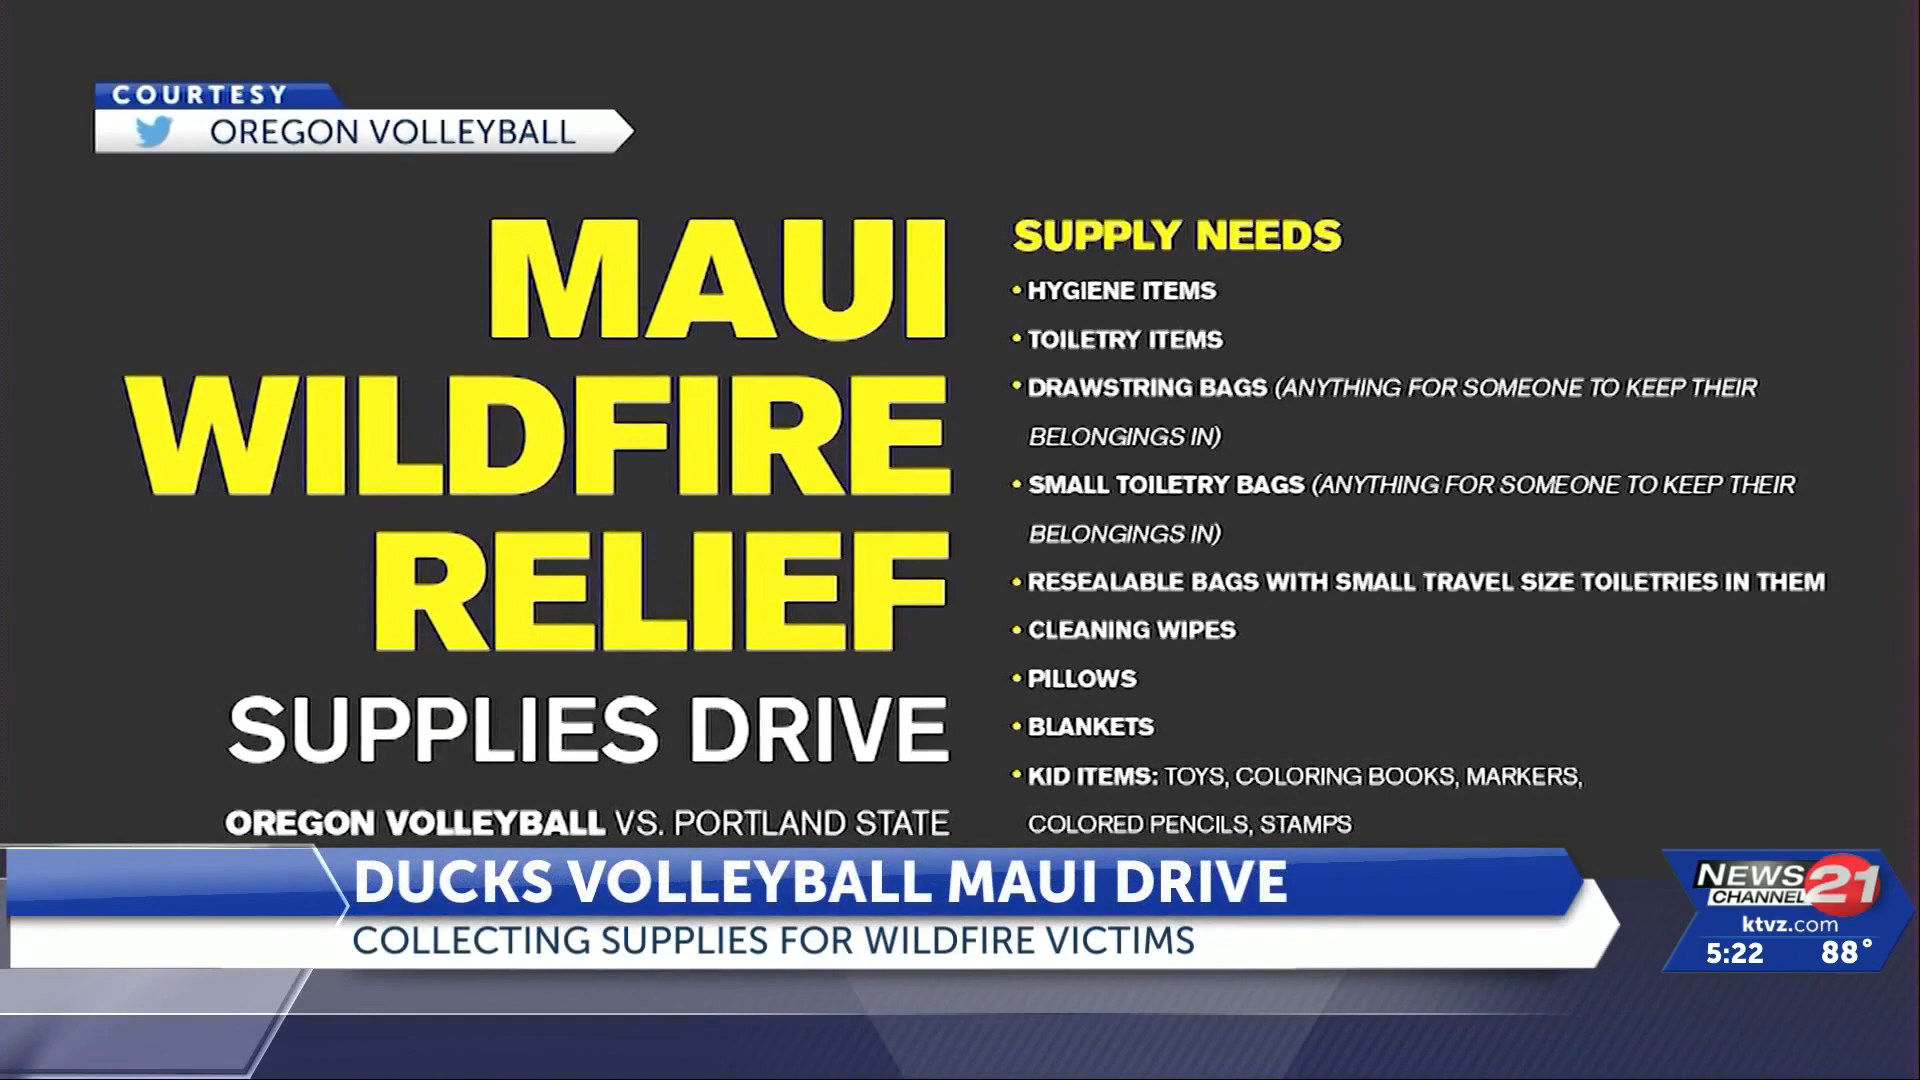 COURTESY
OREGON VOLLEYBALL
MAUI
WILDFIRE
RELIEF
SUPPLIES DRIVE
OREGON VOLLEYBALL VS. PORTLAND STATE
SUPPLY NEEDS
• HYGIENE ITEMS
• TOILETRY ITEMS
• DRAWSTRING BAGS (ANYTHING FOR SOMEONE TO KEEP THEIR
BELONGINGS IN)
• SMALL TOILETRY BAGS (ANYTHING FOR SOMEONE TO KEEP THEIR
BELONGINGS IN)
• RESEALABLE BAGS WITH SMALL TRAVEL SIZE TOILETRIES IN THEM
• CLEANING WIPES
• PILLOWS
• BLANKETS
• KID ITEMS: TOYS, COLORING BOOKS, MARKERS,
COLORED PENCILS, STAMPS
DUCKS VOLLEYBALL MAUI DRIVE
COLLECTING SUPPLIES FOR WILDFIRE VICTIMS
NEWS 21
CHANNEL
ktvz.com
5:22 88°